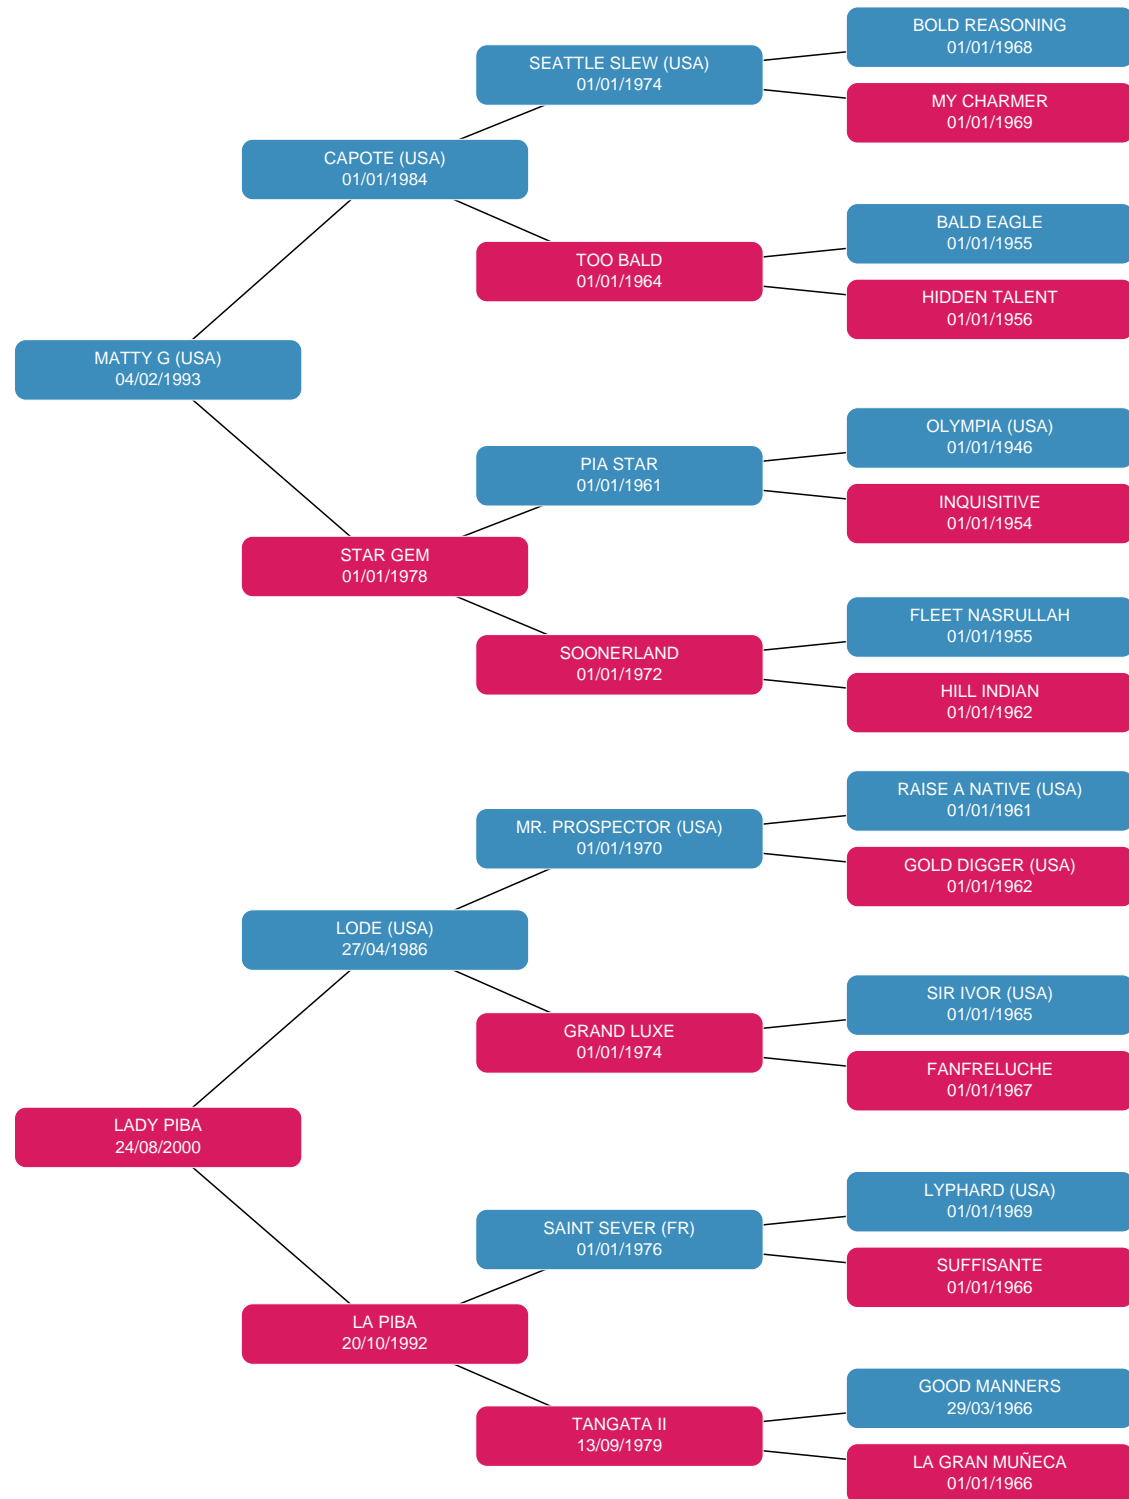 BOLD REASONING
01/01/1968
SEATTLE SLEW (USA)
01/01/1974
MY CHARMER
01/01/1969
CAPOTE (USA)
01/01/1984
BALD EAGLE
01/01/1955
TOO BALD
01/01/1964
HIDDEN TALENT
01/01/1956
MATTY G (USA)
04/02/1993
OLYMPIA (USA)
01/01/1946
PIA STAR
01/01/1961
INQUISITIVE
01/01/1954
STAR GEM
01/01/1978
FLEET NASRULLAH
01/01/1955
SOONERLAND
01/01/1972
HILL INDIAN
01/01/1962
RAISE A NATIVE (USA)
01/01/1961
MR. PROSPECTOR (USA)
01/01/1970
GOLD DIGGER (USA)
01/01/1962
LODE (USA)
27/04/1986
SIR IVOR (USA)
01/01/1965
GRAND LUXE
01/01/1974
FANFRELUCHE
01/01/1967
LADY PIBA
24/08/2000
LYPHARD (USA)
01/01/1969
SAINT SEVER (FR)
01/01/1976
SUFFISANTE
01/01/1966
LA PIBA
20/10/1992
GOOD MANNERS
29/03/1966
TANGATA II
13/09/1979
LA GRAN MUÑECA
01/01/1966